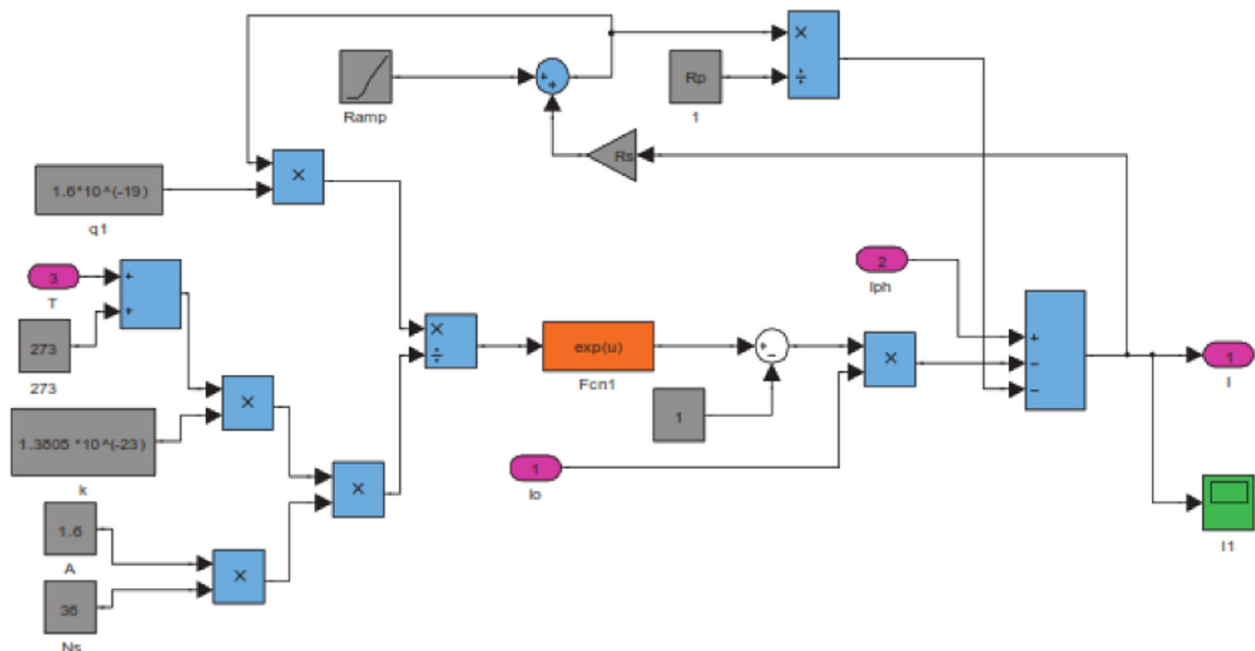 Ramp
Rp
1
Rs
1.6*10^(-19)
q1
3
T
273
273
1.3805 *10^(-23)
k
1.6
A
36
Ns
exp(u)
Fcn1
1
1
Io
2
Iph
1
I
I1